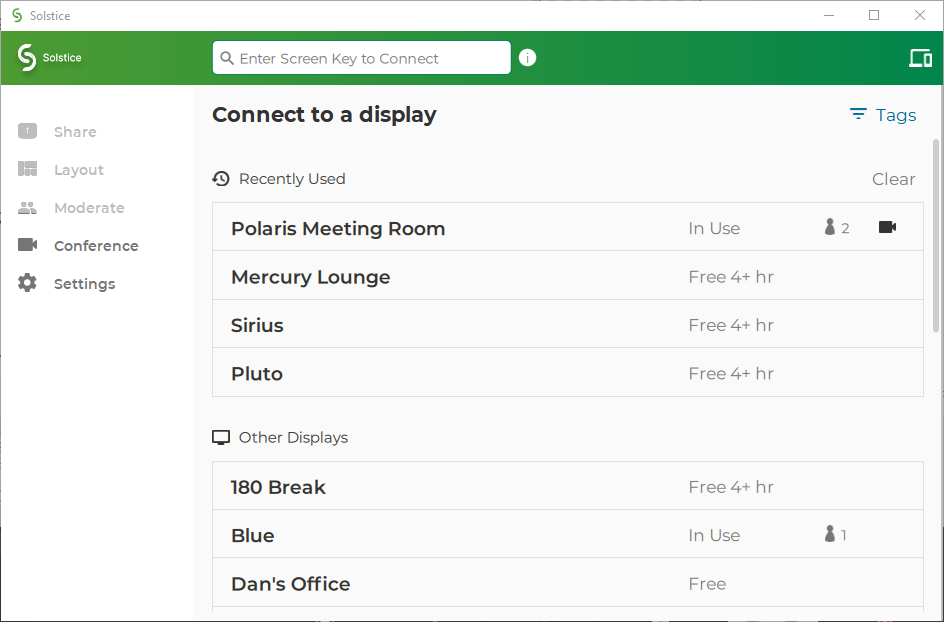 Solstice
Solstice
Enter Screen Key to Connect
Connect to a display
Tags
Share
Layout
Moderate
Conference
Settings
Recently Used
Clear
Polaris Meeting Room In Use 2
Mercury Lounge Free 4+ hr
Sirius Free 4+ hr
Pluto Free 4+ hr
Other Displays
180 Break Free 4+ hr
Blue In Use 1
Dan's Office Free